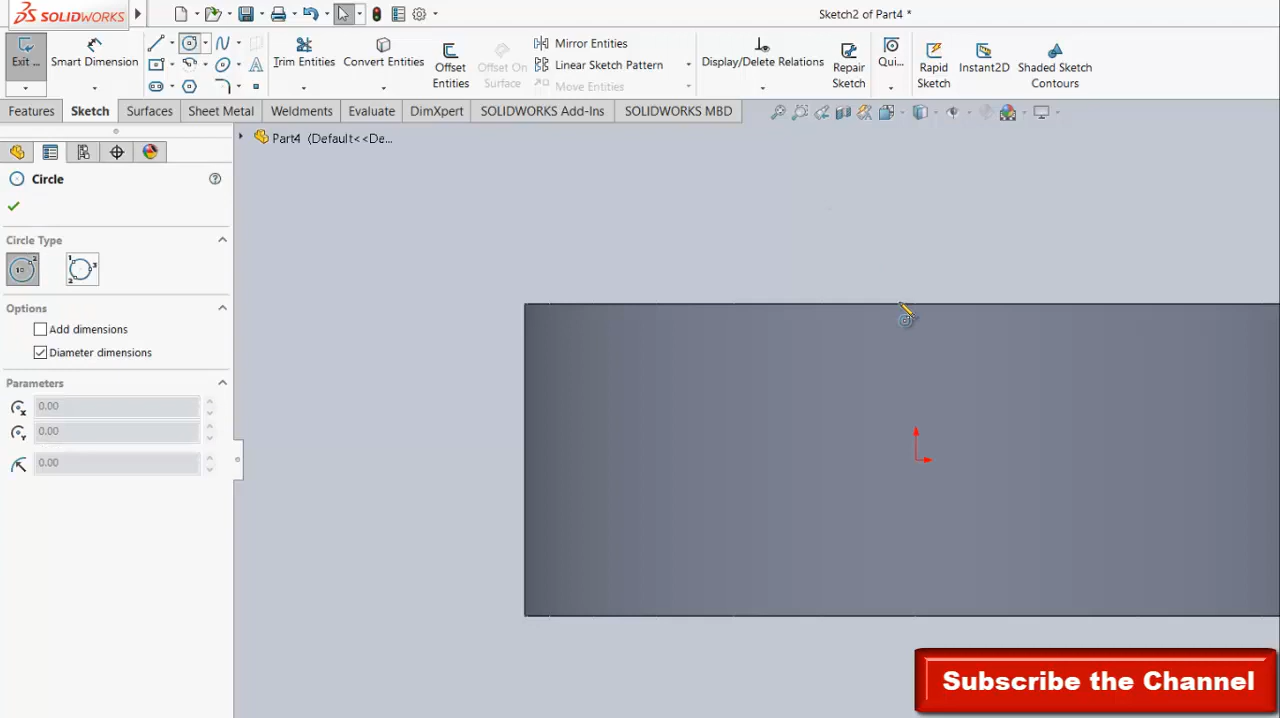 SOLIDWORKS
Sketch2 of Part4 *
Exit ...
Smart Dimension
Trim Entities
Convert Entities
Offset
Entities
Offset On
Surface
Mirror Entities
Linear Sketch Pattern
Move Entities
Display/Delete Relations
Repair
Sketch
Qui...
Rapid
Sketch
Instant2D
Shaded Sketch
Contours
Features
Sketch
Surfaces
Sheet Metal
Weldments
Evaluate
DimXpert
SOLIDWORKS Add-Ins
SOLIDWORKS MBD
Part4 (Default<<De...
Circle
Circle Type
Options
Add dimensions
Diameter dimensions
Parameters
0.00
0.00
0.00
Subscribe the Channel